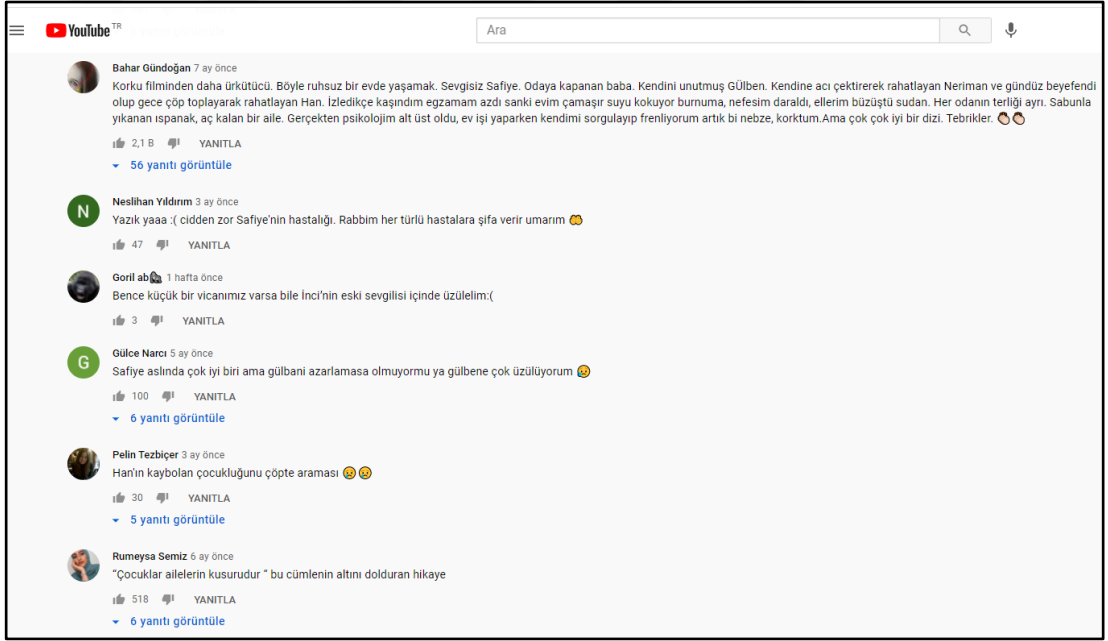 YouTube TR
Ara
Bahar Gündoğan 7 ay önce
Korku filminden daha ürkütücü. Böyle ruhsuz bir evde yaşamak. Sevgisiz Safiye. Odaya kapanan baba. Kendini unutmuş GÜlben. Kendine acı çektirerek rahatlayan Neriman ve gündüz beyefendi
olup gece çöp toplayarak rahatlayan Han. İzledikçe kaşındım egzamam azdı sanki evim çamaşır suyu kokuyor burnuma, nefesim daraldı, ellerim büzüştü sudan. Her odanın terliği ayrı. Sabunla
yıkanan ıspanak, aç kalan bir aile. Gerçekten psikolojim alt üst oldu, ev işi yaparken kendimi sorgulayıp frenliyorum artık bi nebze, korktum.Ama çok çok iyi bir dizi. Tebrikler. 👏🏻👏🏻
2,1 B YANITLA
56 yanıtı görüntüle
N
Neslihan Yıldırım 3 ay önce
Yazık yaaa :( cidden zor Safiye'nin hastalığı. Rabbim her türlü hastalara şifa verir umarım 🤲
47 YANITLA
Goril ab🦍 1 hafta önce
Bence küçük bir vicanımız varsa bile İnci'nin eski sevgilisi içinde üzülelim:(
3 YANITLA
G
Gülce Narcı 5 ay önce
Safiye aslında çok iyi biri ama gülbani azarlamasa olmuyormu ya gülbene çok üzülüyorum 😥
100 YANITLA
6 yanıtı görüntüle
Pelin Tezbiçer 3 ay önce
Han'ın kaybolan çocukluğunu çöpte araması 😥😥
30 YANITLA
5 yanıtı görüntüle
Rumeysa Semiz 6 ay önce
“Çocuklar ailelerin kusurudur “ bu cümlenin altını dolduran hikaye
518 YANITLA
6 yanıtı görüntüle